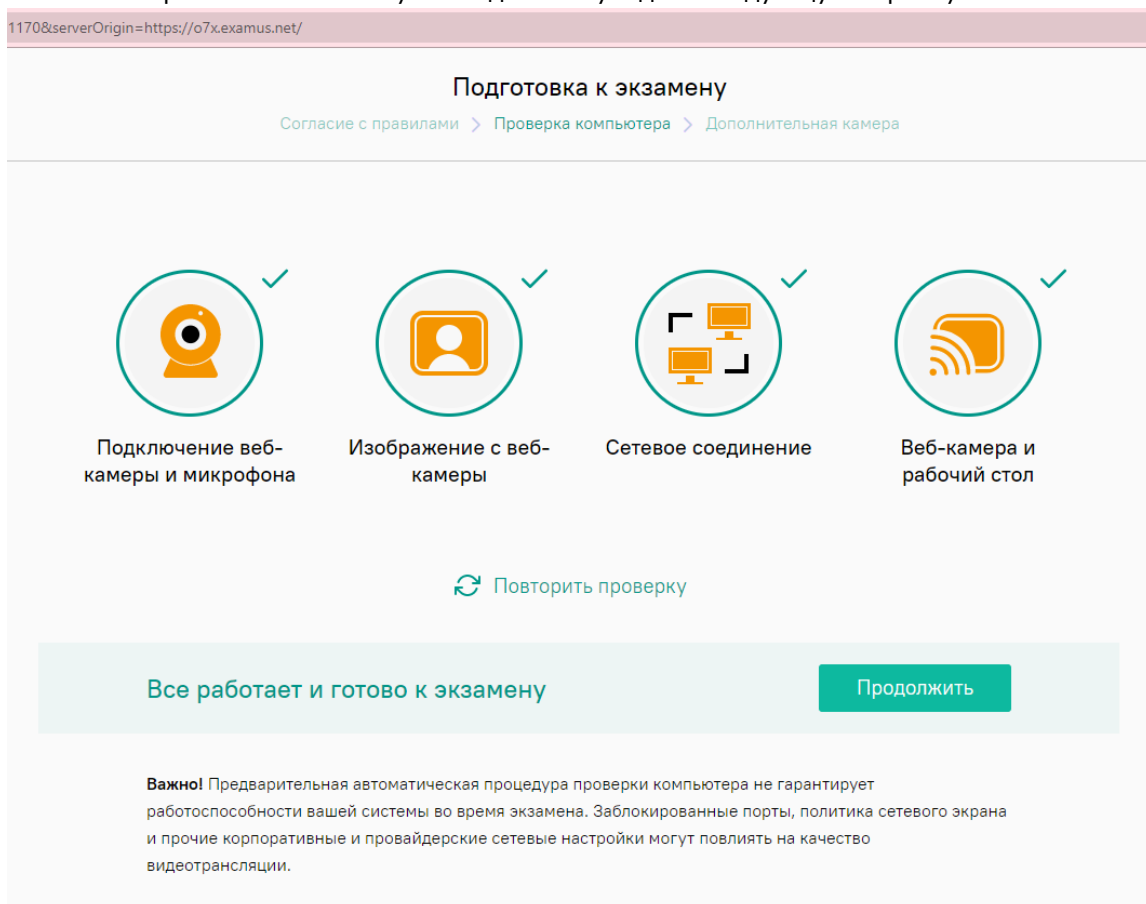 1170&serverOrigin=https://o7x.examus.net/
Подготовка к экзамену
Согласие с правилами > Проверка компьютера > Дополнительная камера
Подключение веб-
камеры и микрофона
Изображение с веб-
камеры
Сетевое соединение
Веб-камера и
рабочий стол
Повторить проверку
Все работает и готово к экзамену
Продолжить
Важно! Предварительная автоматическая процедура проверки компьютера не гарантирует
работоспособности вашей системы во время экзамена. Заблокированные порты, политика сетевого экрана
и прочие корпоративные и провайдерские сетевые настройки могут повлиять на качество
видеотрансляции.